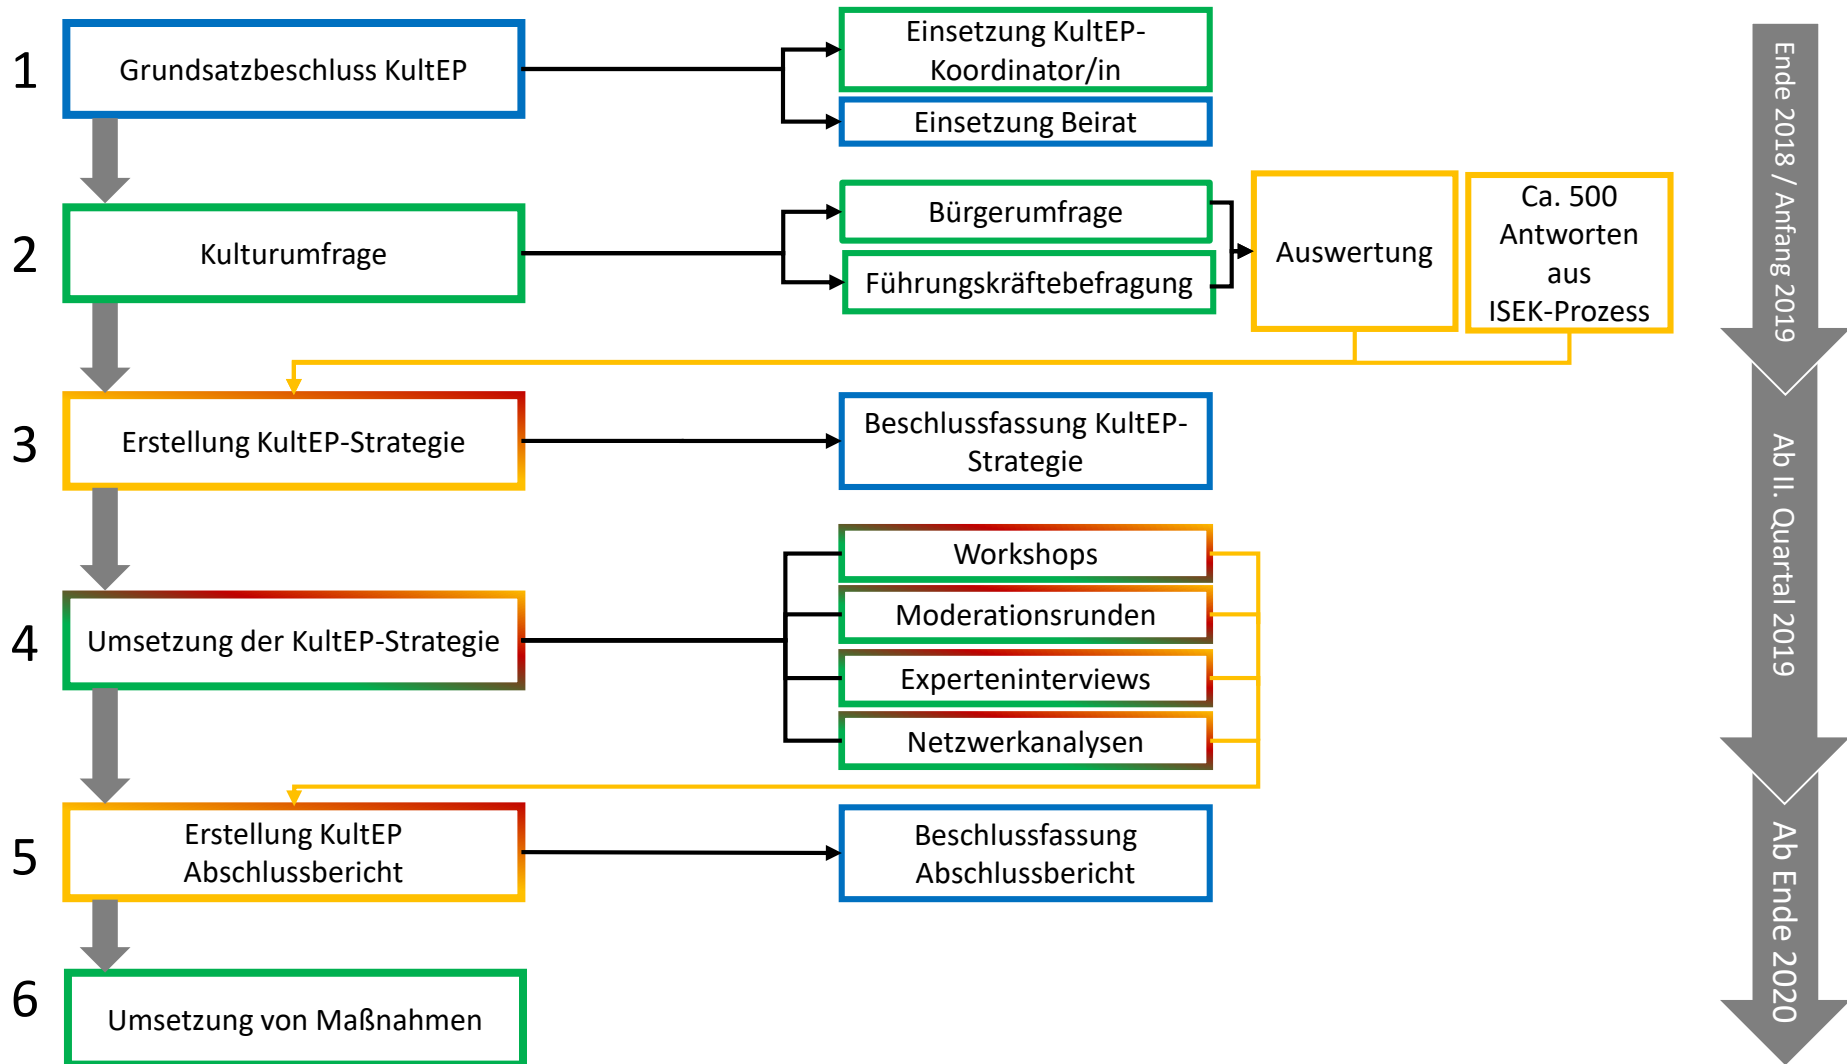 1
Grundsatzbeschluss KultEP
Einsetzung KultEP-
Koordinator/in
Einsetzung Beirat
2
Kulturumfrage
Bürgerumfrage
Führungskräftebefragung
Auswertung
Ca. 500
Antworten
aus
ISEK-Prozess
3
Erstellung KultEP-Strategie
Beschlussfassung KultEP-
Strategie
4
Umsetzung der KultEP-Strategie
Workshops
Moderationsrunden
Experteninterviews
Netzwerkanalysen
5
Erstellung KultEP
Abschlussbericht
Beschlussfassung
Abschlussbericht
6
Umsetzung von Maßnahmen
Ende 2018 / Anfang 2019
Ab II. Quartal 2019
Ab Ende 2020